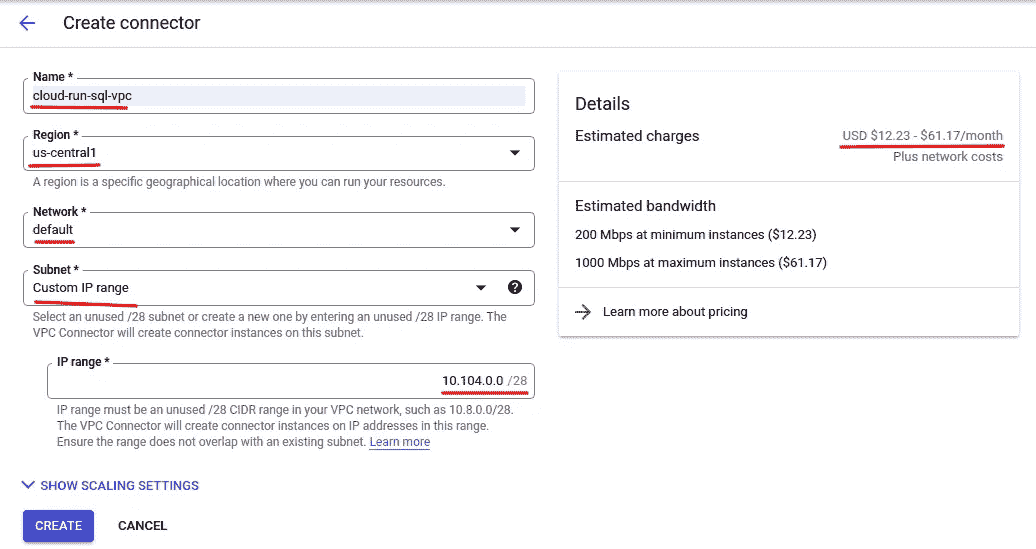 Create connector
Name *
cloud-run-sql-vpc
Region *
us-central1
A region is a specific geographical location where you can run your resources.
Network *
default
Subnet *
Custom IP range
Select an unused /28 subnet or create a new one by entering an unused /28 IP range. The
VPC Connector will create connector instances on this subnet.
IP range *
10.104.0.0 /28
IP range must be an unused /28 CIDR range in your VPC network, such as 10.8.0.0/28.
The VPC Connector will create connector instances on IP addresses in this range.
Ensure the range does not overlap with an existing subnet. Learn more
SHOW SCALING SETTINGS
CREATE CANCEL
Details
Estimated charges USD $12.23 - $61.17/month
Plus network costs
Estimated bandwidth
200 Mbps at minimum instances ($12.23)
1000 Mbps at maximum instances ($61.17)
Learn more about pricing